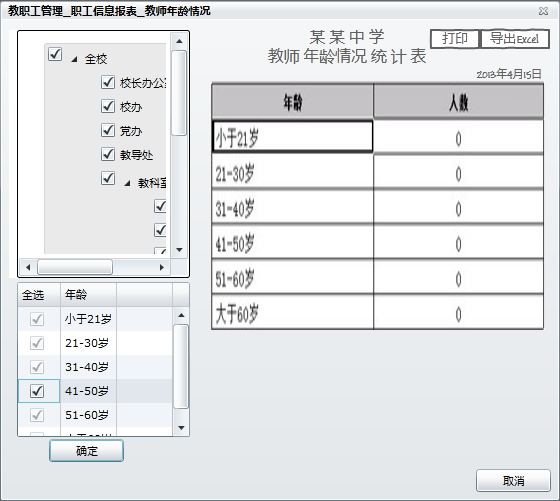 教职工管理_职工信息报表_教师年龄情况
全校
校长办公
校办
党办
教导处
教科室
全选 年龄
小于21岁
21-30岁
31-40岁
41-50岁
51-60岁
确定
某某中学
打印 导出Excel
教师年龄情况统计表
2013年4月15日
年龄 人数
小于21岁 0
21-30岁 0
31-40岁 0
41-50岁 0
51-60岁 0
大于60岁 0
取消